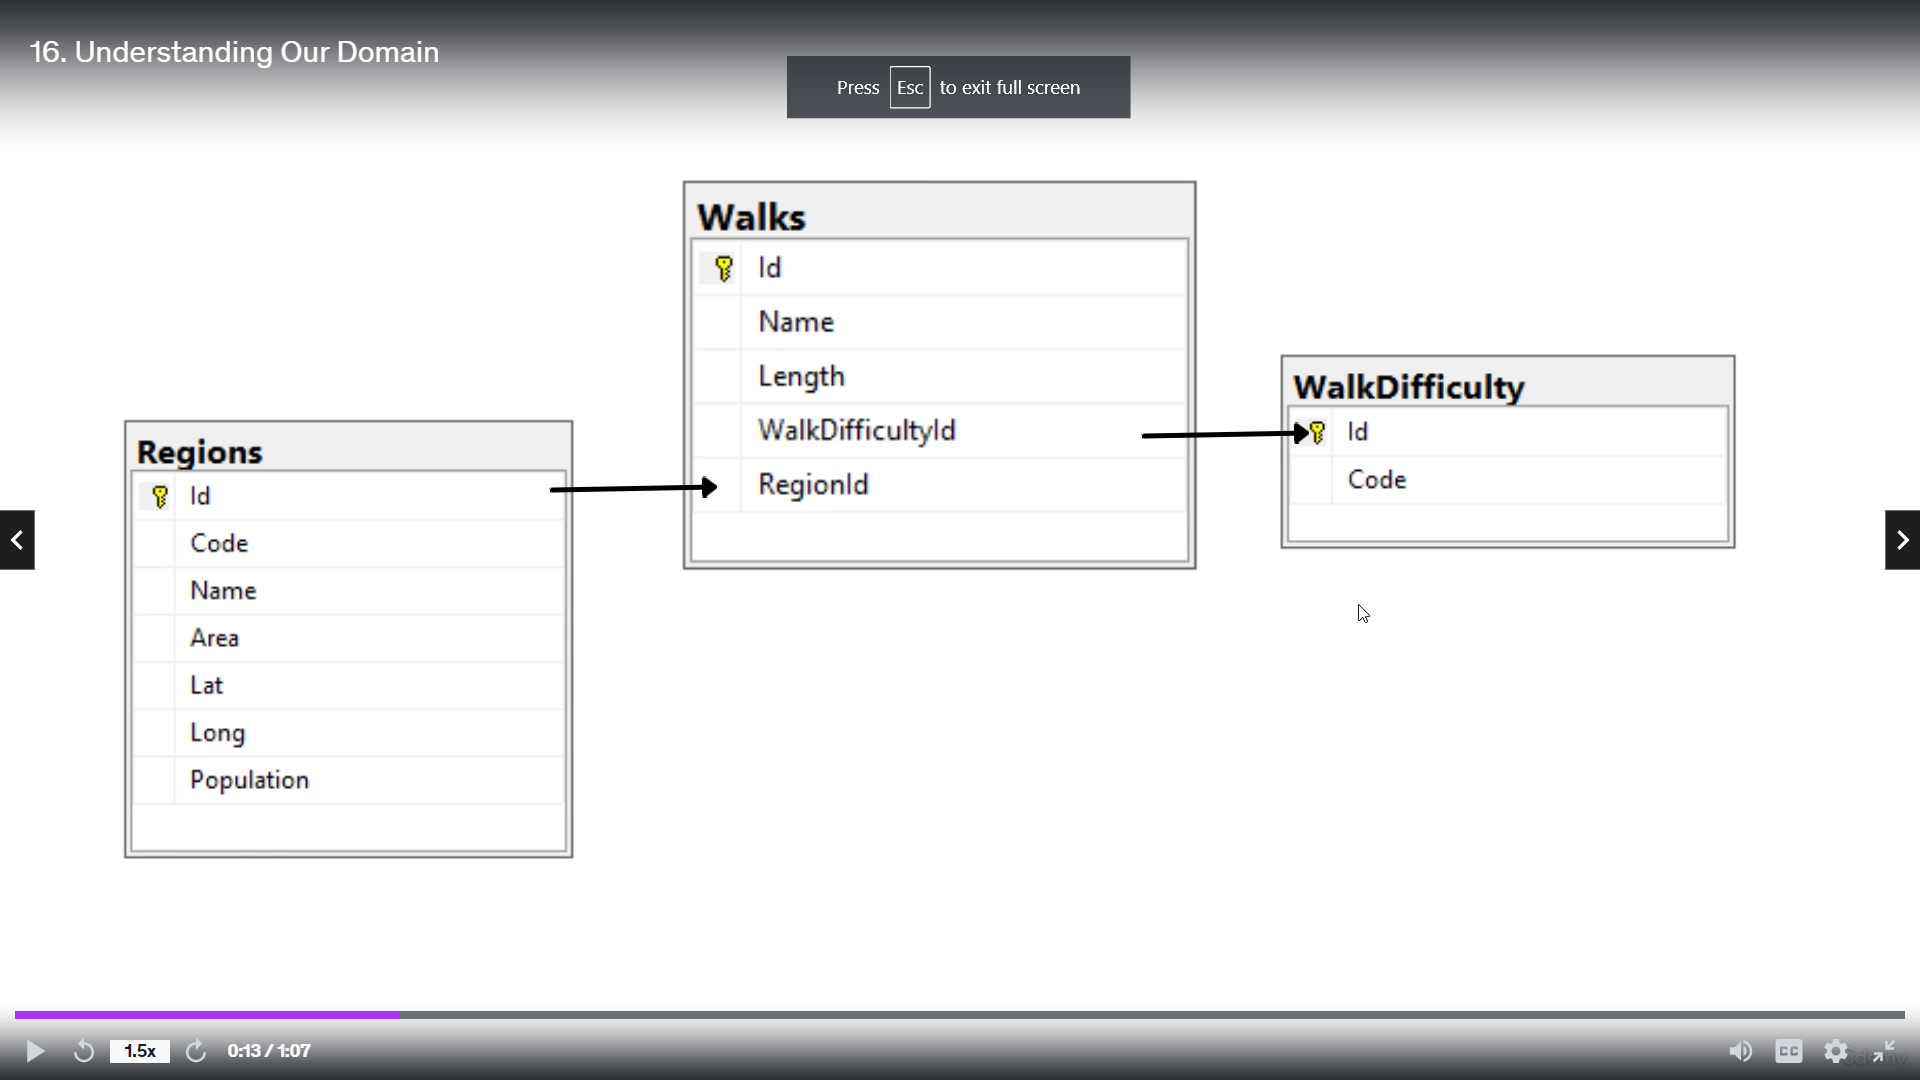 16. Understanding Our Domain
Press Esc to exit full screen
Walks
Id
Name
Length
WalkDifficultyId
RegionId
WalkDifficulty
Id
Code
Regions
Id
Code
Name
Area
Lat
Long
Population
1.5x
0:13 / 1:07
CC